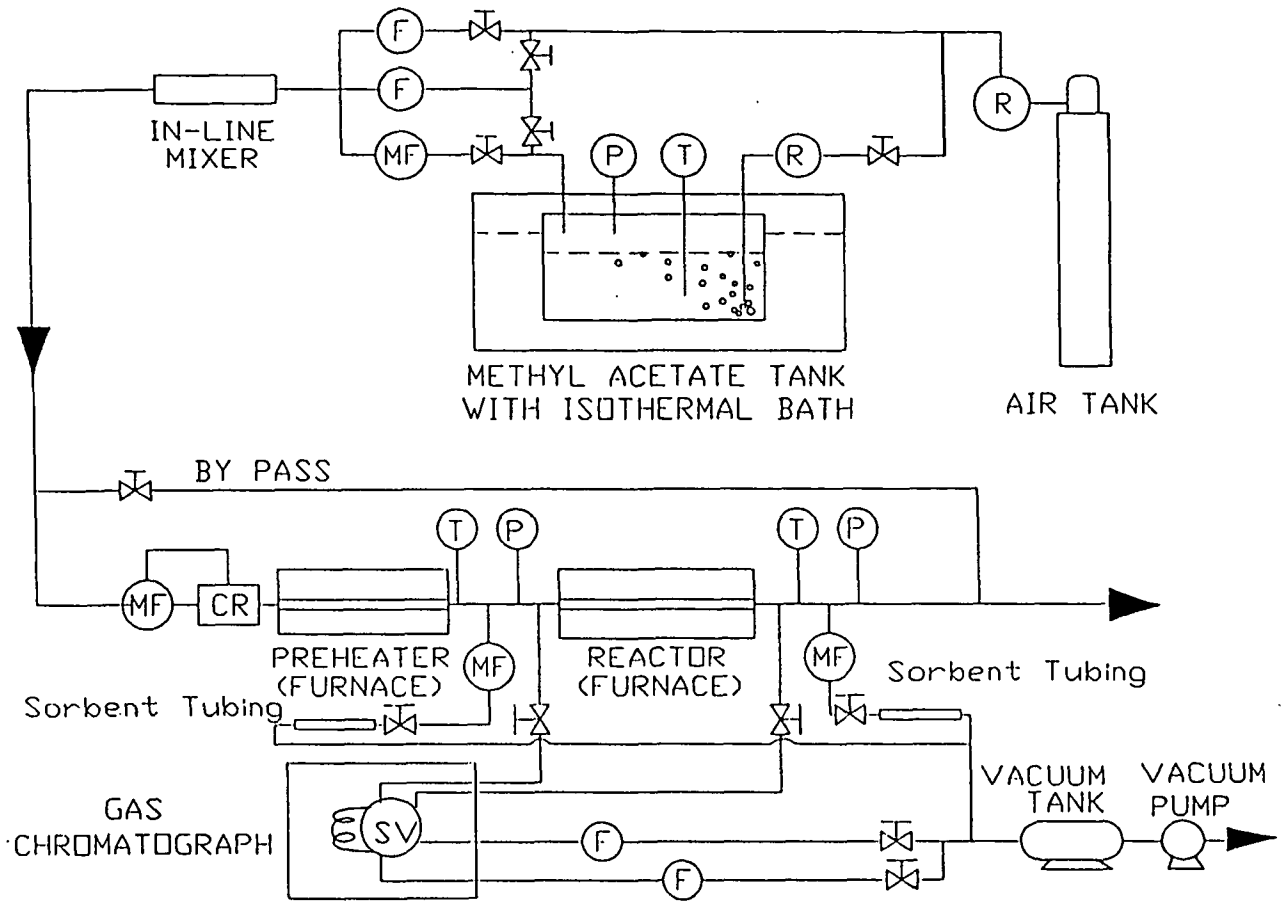 F
F
R
IN-LINE
MIXER
MF
P
T
R
METHYL ACETATE TANK
WITH ISOTHERMAL BATH
AIR TANK
BY PASS
T
P
T
P
MF
CR
PREHEATER
(FURNACE)
MF
REACTOR
(FURNACE)
MF
Sorbent Tubing
Sorbent Tubing
GAS
CHROMATOGRAPH
SV
F
F
VACUUM
TANK
VACUUM
PUMP